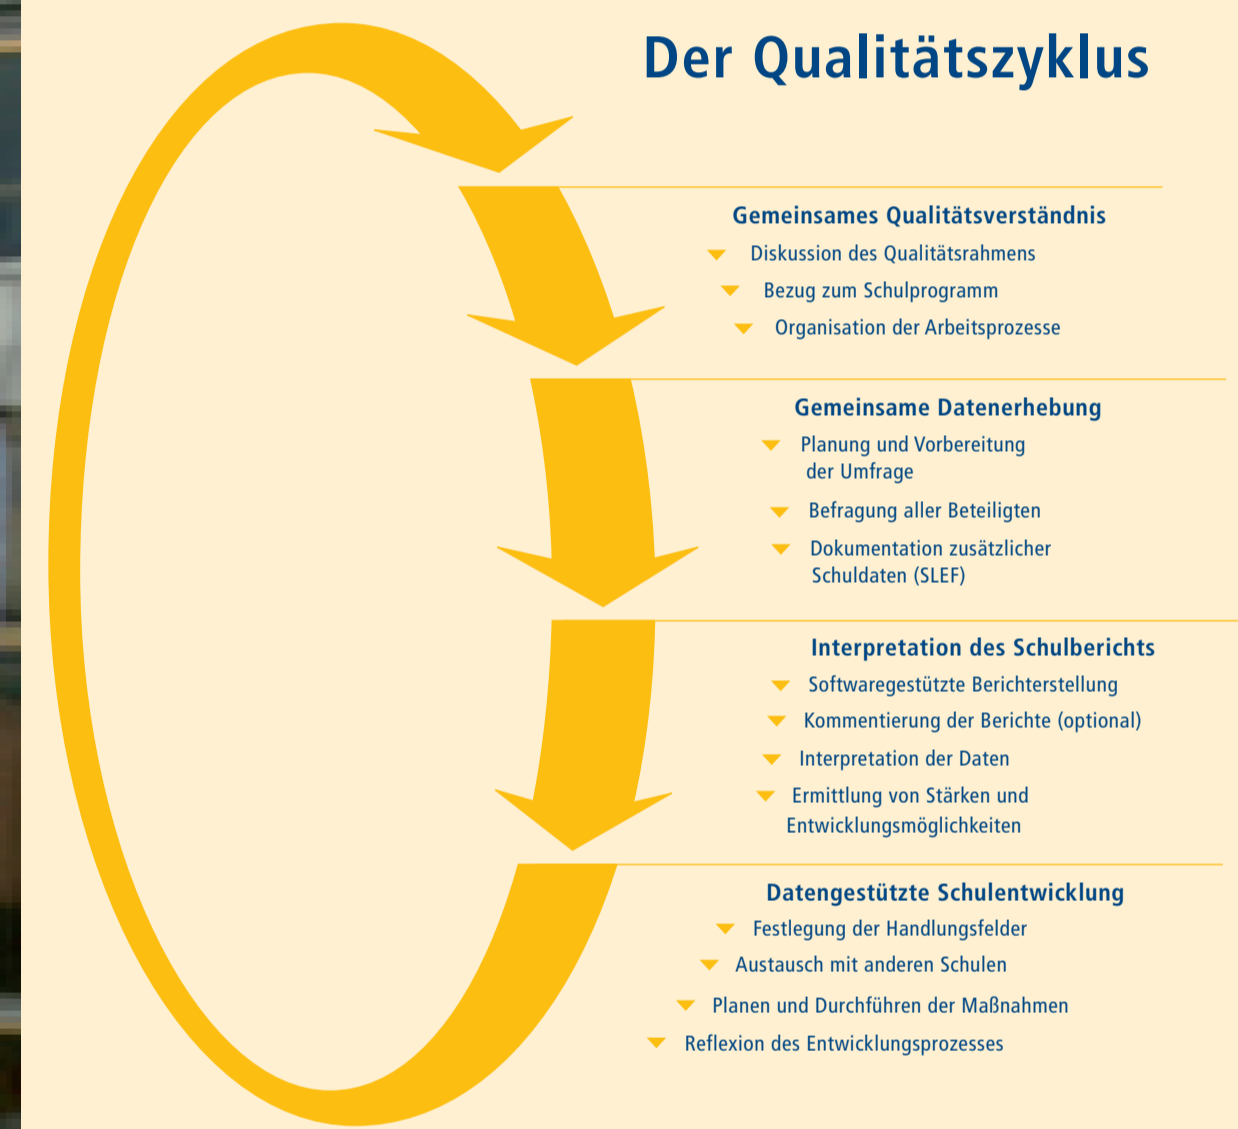 Der Qualitätszyklus
Gemeinsames Qualitätsverständnis
Diskussion des Qualitätsrahmens
Bezug zum Schulprogramm
Organisation der Arbeitsprozesse
Gemeinsame Datenerhebung
Planung und Vorbereitung
der Umfrage
Befragung aller Beteiligten
Dokumentation zusätzlicher
Schuldaten (SLEF)
Interpretation des Schulberichts
Softwaregestützte Berichterstellung
Kommentierung der Berichte (optional)
Interpretation der Daten
Ermittlung von Stärken und
Entwicklungsmöglichkeiten
Datengestützte Schulentwicklung
Festlegung der Handlungsfelder
Austausch mit anderen Schulen
Planen und Durchführen der Maßnahmen
Reflexion des Entwicklungsprozesses